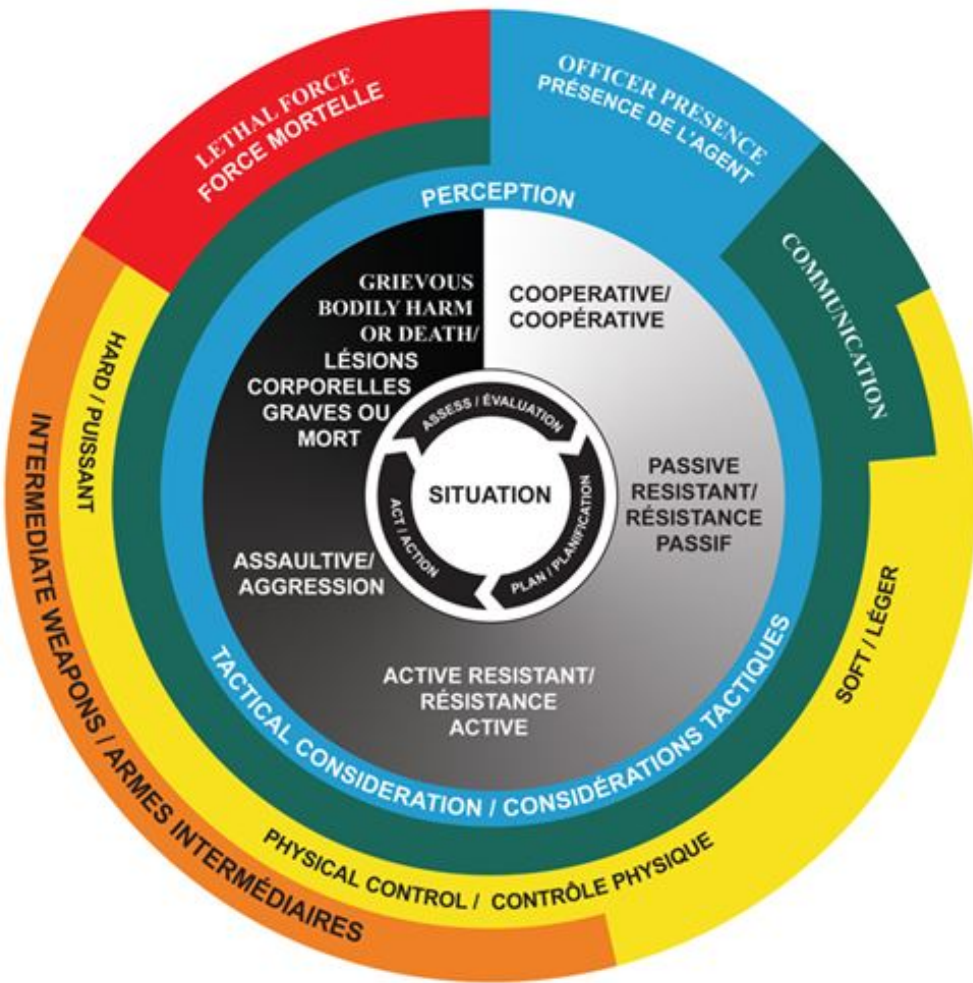 LETHAL FORCE
FORCE MORTELLE
OFFICER PRESENCE
PRÉSENCE DE L'AGENT
COMMUNICATION
PERCEPTION
GRIEVOUS
BODILY HARM
OR DEATH/
LÉSIONS
CORPORELLES
GRAVES OU
MORT
COOPERATIVE/
COOPÉRATIVE
ASSESS / ÉVALUATION
SITUATION
PLAN / PLANIFICATION
ACT / ACTION
PASSIVE
RESISTANT/
RÉSISTANCE
PASSIF
ASSAULTIVE/
AGGRESSION
ACTIVE RESISTANT/
RÉSISTANCE
ACTIVE
TACTICAL CONSIDERATION / CONSIDÉRATIONS TACTIQUES
HARD / PUISSANT
SOFT / LÉGER
PHYSICAL CONTROL / CONTRÔLE PHYSIQUE
INTERMEDIATE WEAPONS / ARMES INTERMÉDIAIRES